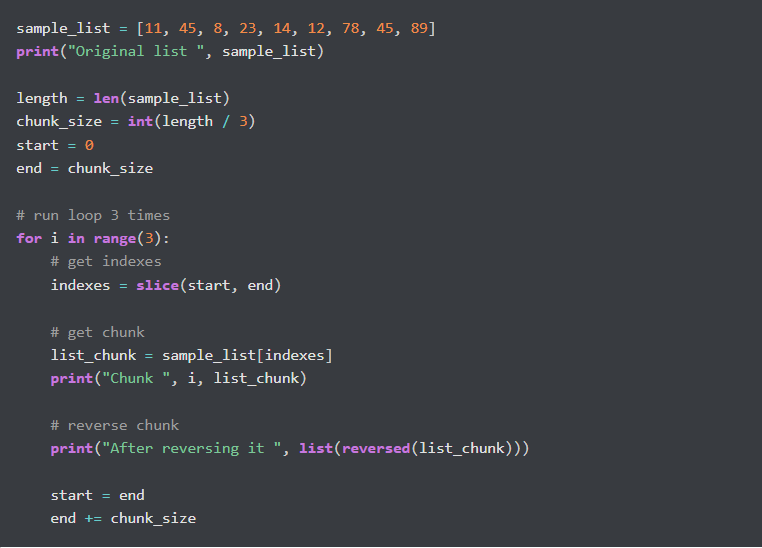 sample_list = [11, 45, 8, 23, 14, 12, 78, 45, 89]
print("Original list ", sample_list)

length = len(sample_list)
chunk_size = int(length / 3)
start = 0
end = chunk_size

# run loop 3 times
for i in range(3):
    # get indexes
    indexes = slice(start, end)

    # get chunk
    list_chunk = sample_list[indexes]
    print("Chunk ", i, list_chunk)

    # reverse chunk
    print("After reversing it ", list(reversed(list_chunk)))

    start = end
    end += chunk_size